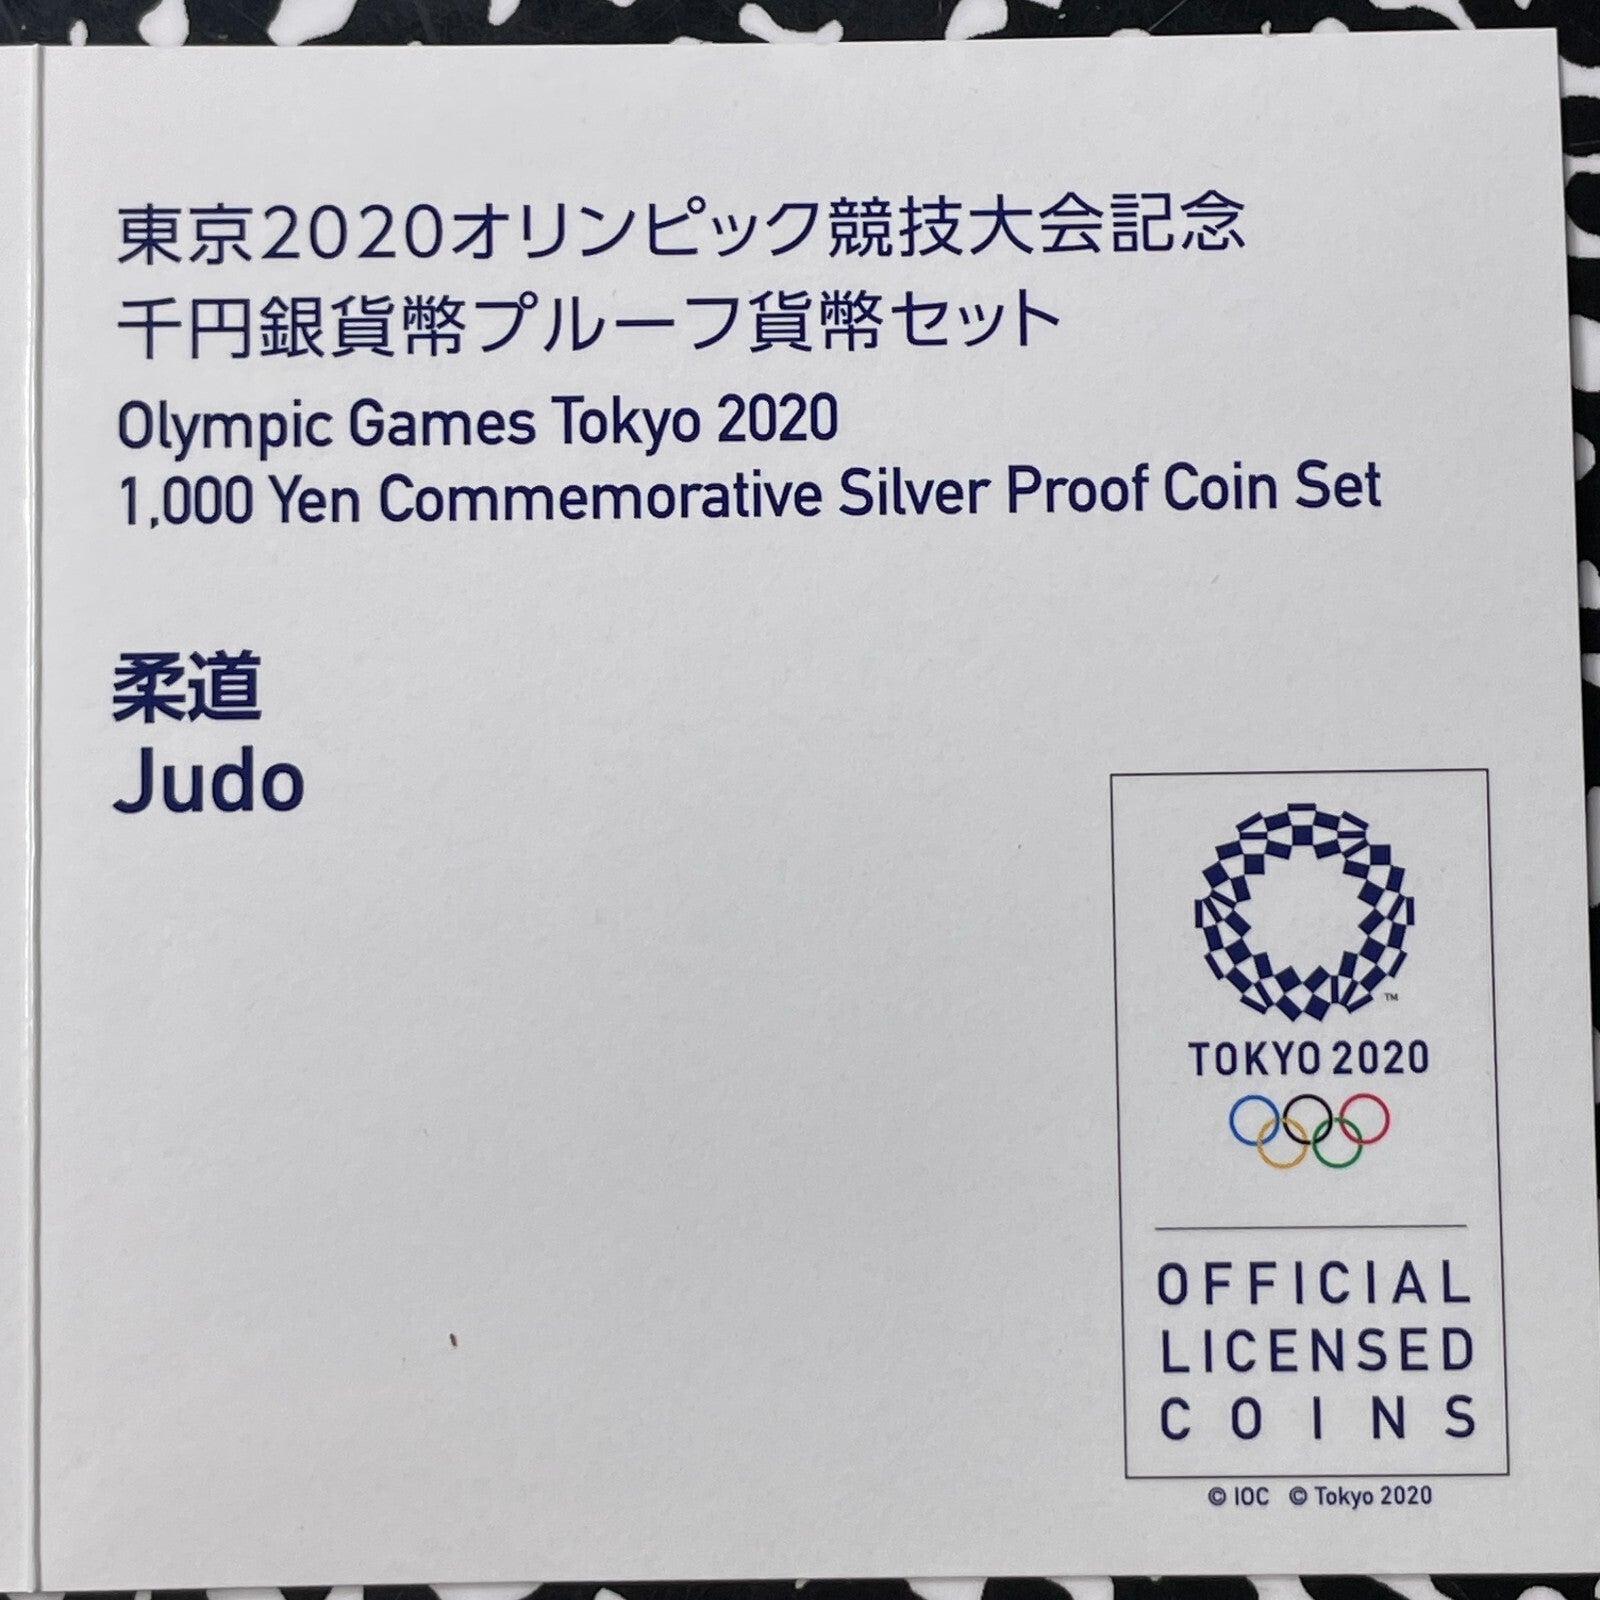 東京2020オリンピック競技大会記念
千円銀貨幣プルーフ貨幣セット
Olympic Games Tokyo 2020
1,000 Yen Commemorative Silver Proof Coin Set
柔道
Judo
TM
TOKYO 2020
OFFICIAL
LICENSED
COINS
© IOC © Tokyo 2020